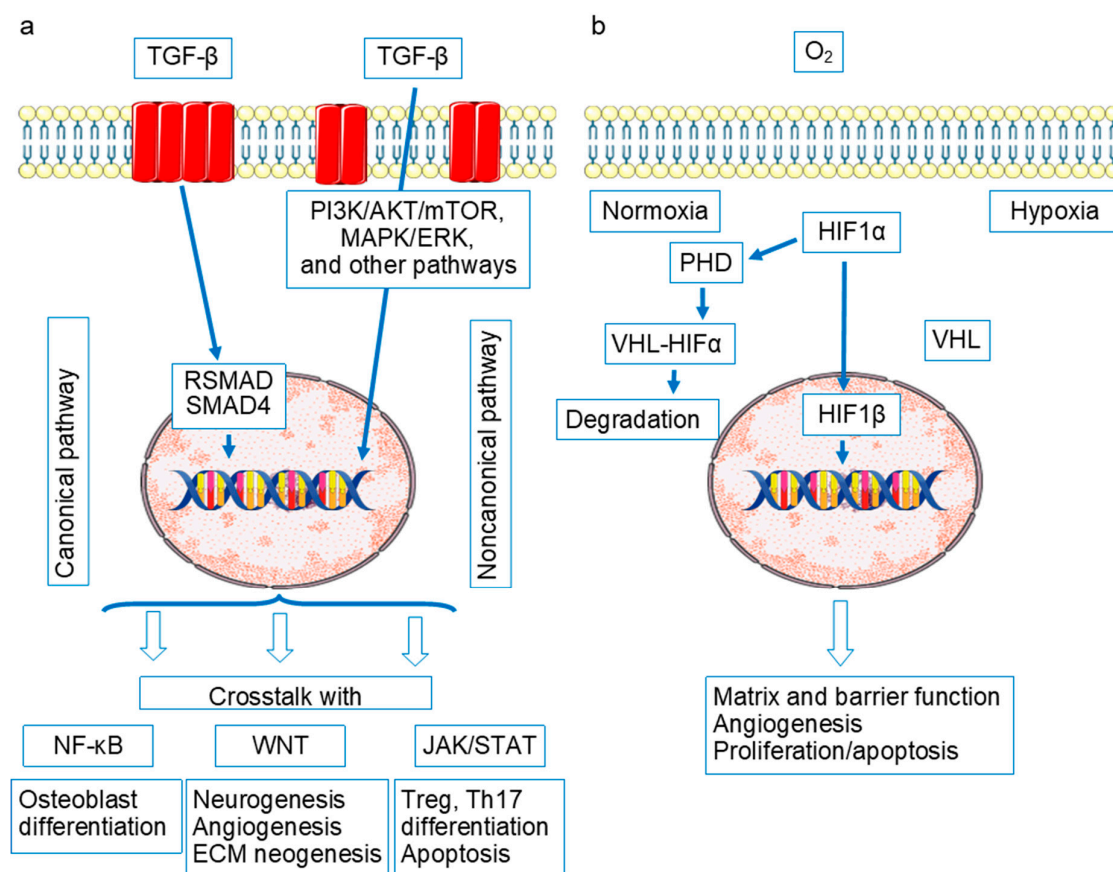 a
TGF-β
TGF-β
PI3K/AKT/mTOR,
MAPK/ERK,
and other pathways
Canonical pathway
RSMAD
SMAD4
Noncanonical pathway
Crosstalk with
NF-κB
WNT
JAK/STAT
Osteoblast
differentiation
Neurogenesis
Angiogenesis
ECM neogenesis
Treg, Th17
differentiation
Apoptosis
b
O₂
Normoxia
Hypoxia
HIF1α
PHD
VHL-HIFα
VHL
Degradation
HIF1β
Matrix and barrier function
Angiogenesis
Proliferation/apoptosis